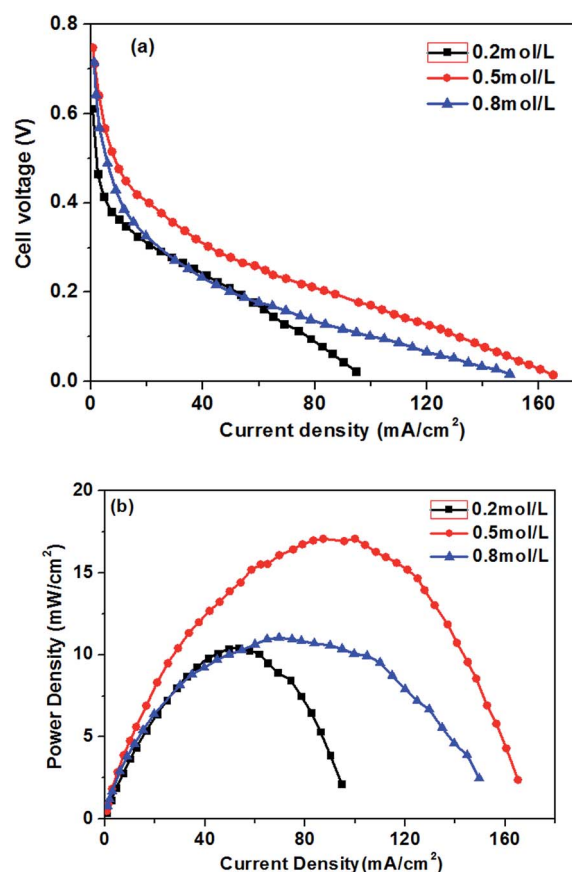 (a)
0.2mol/L
0.5mol/L
0.8mol/L
0.8
0.6
0.4
0.2
0.0
Cell voltage (V)
0 40 80 120 160
Current density (mA/cm²)
(b)
0.2mol/L
0.5mol/L
0.8mol/L
20
15
10
5
0
Power Density (mW/cm²)
0 40 80 120 160
Current Density(mA/cm²)